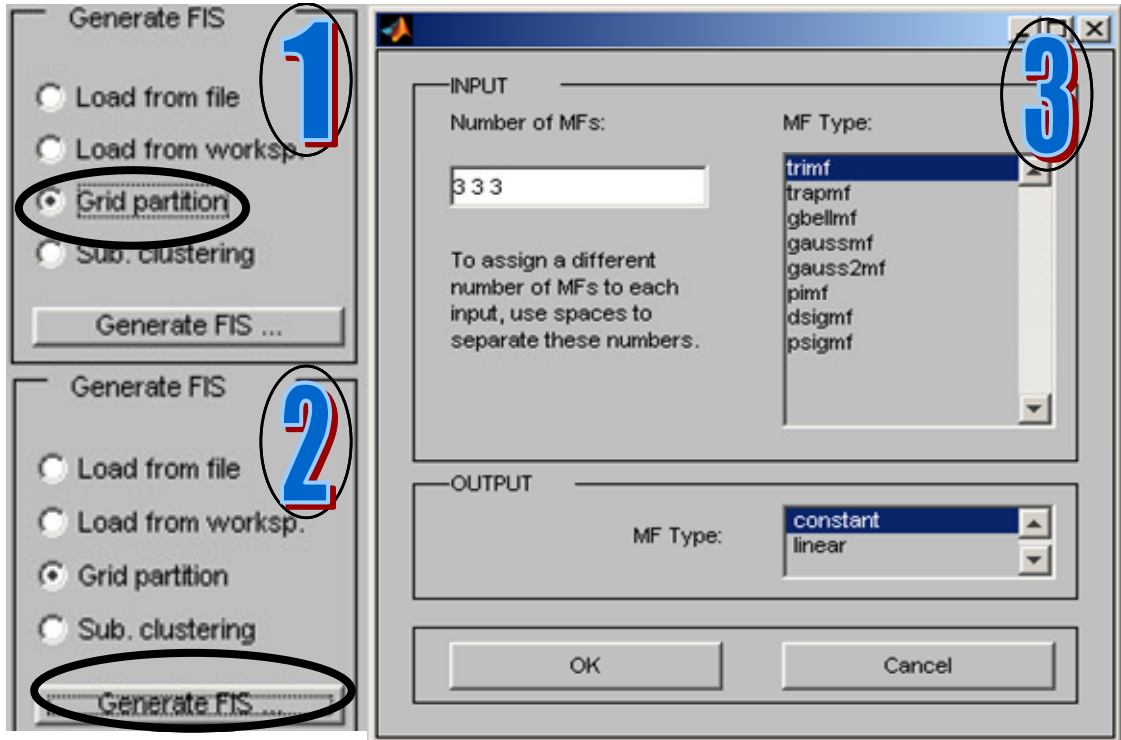 Generate FIS
1
Load from file
Load from worksp.
Grid partition
Sub. clustering
Generate FIS ...
Generate FIS
2
Load from file
Load from worksp.
Grid partition
Sub. clustering
Generate FIS ...
3
INPUT
Number of MFs:
3 3 3
To assign a different
number of MFs to each
input, use spaces to
separate these numbers.
MF Type:
trimf
trapmf
gbellmf
gaussmf
gauss2mf
pimf
dsigmf
psigmf
OUTPUT
MF Type:
constant
linear
OK
Cancel